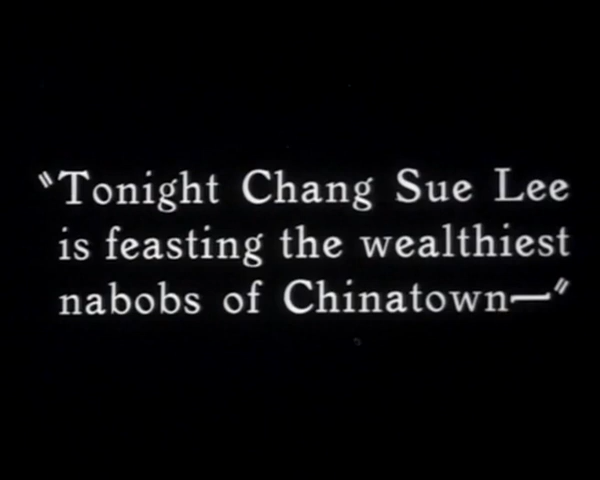 "Tonight Chang Sue Lee
is feasting the wealthiest
nabobs of Chinatown—"